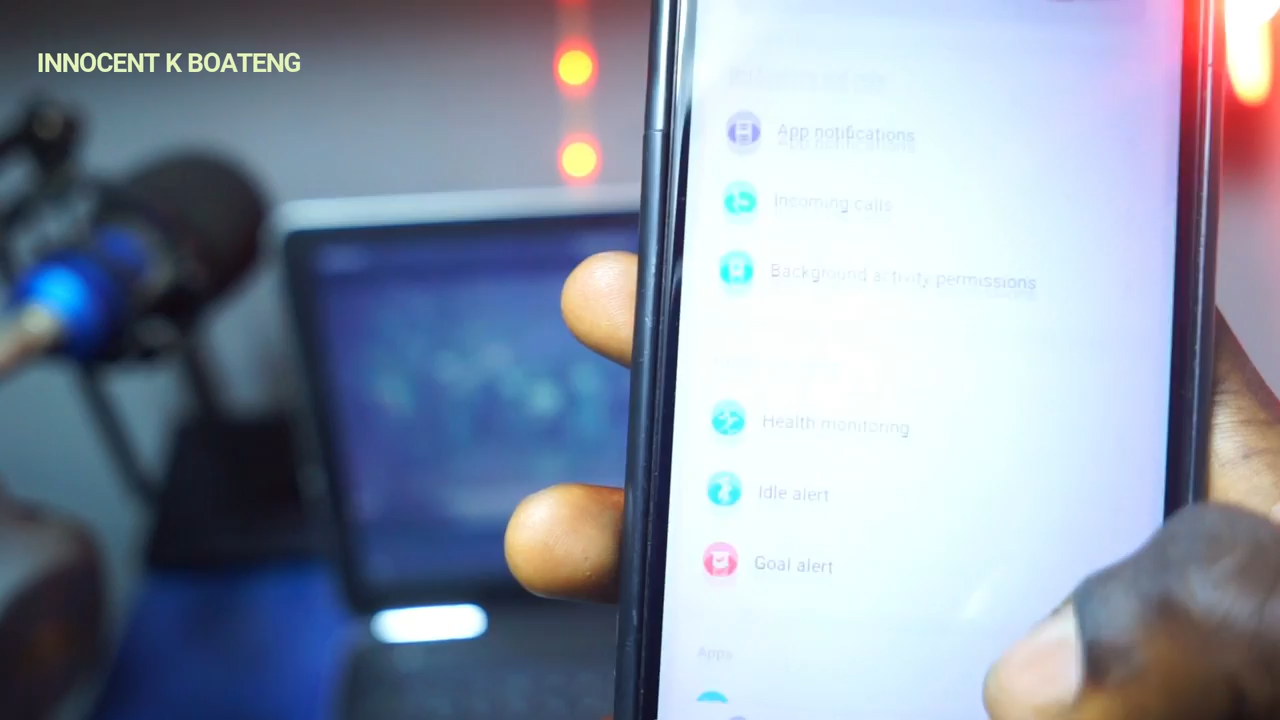 INNOCENT K BOATENG
App notifications
Incoming calls
Background activity permissions
Health monitoring
Idle alert
Goal alert
Apps